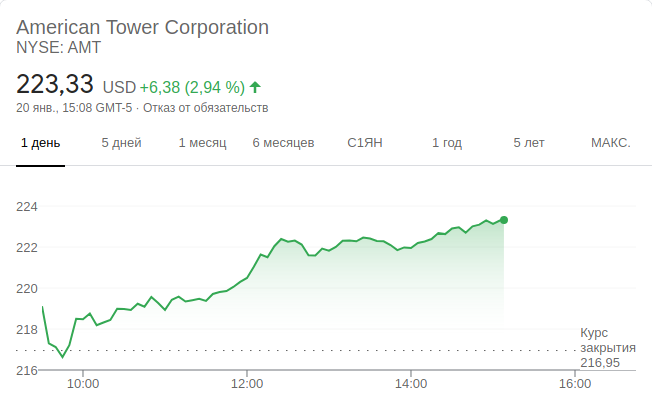 American Tower Corporation
NYSE: AMT
223,33 USD +6,38 (2,94 %)
20 янв., 15:08 GMT-5 · Отказ от обязательств
1 день 5 дней 1 месяц 6 месяцев С1ЯН 1 год 5 лет МАКС.
224
222
220
218
216
Курс
закрытия
216,95
10:00 12:00 14:00 16:00